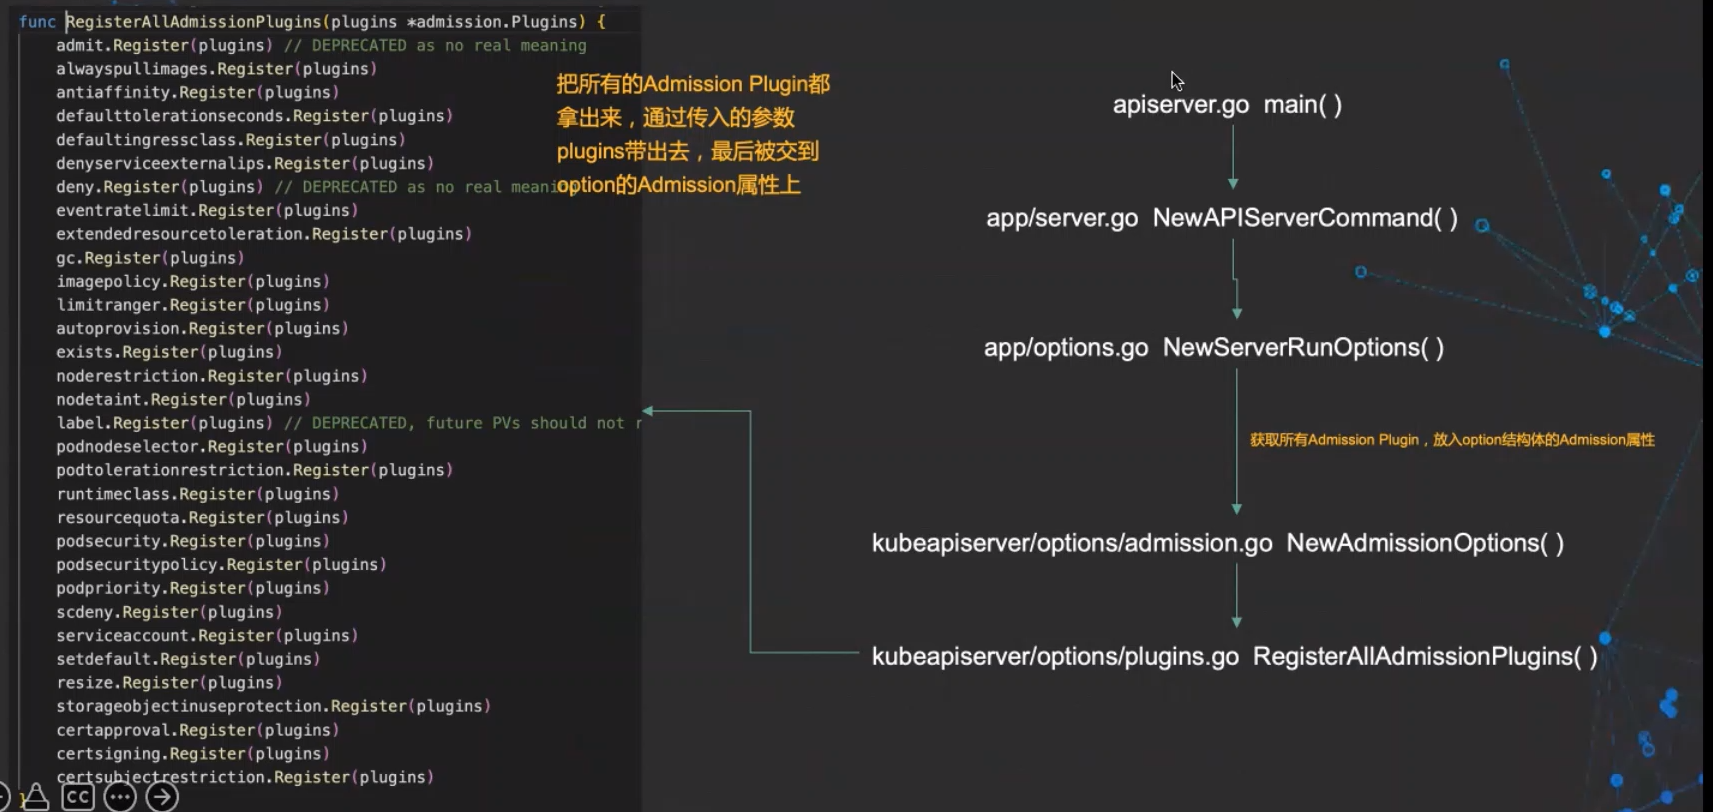 func RegisterAllAdmissionPlugins(plugins *admission.Plugins) {
admit.Register(plugins) // DEPRECATED as no real meaning
alwayspullimages.Register(plugins)
antiaffinity.Register(plugins)
defaulttolerationseconds.Register(plugins)
defaultingressclass.Register(plugins)
denyserviceexternalips.Register(plugins)
deny.Register(plugins) // DEPRECATED as no real meaning
eventratelimit.Register(plugins)
extendedresourcetoleration.Register(plugins)
gc.Register(plugins)
imagepolicy.Register(plugins)
limitranger.Register(plugins)
autoprovision.Register(plugins)
exists.Register(plugins)
noderestriction.Register(plugins)
nodetaint.Register(plugins)
label.Register(plugins) // DEPRECATED, future PVs should not
podnodeselector.Register(plugins)
podtolerationrestriction.Register(plugins)
runtimeclass.Register(plugins)
resourcequota.Register(plugins)
podsecurity.Register(plugins)
podsecuritypolicy.Register(plugins)
podpriority.Register(plugins)
scdeny.Register(plugins)
serviceaccount.Register(plugins)
setdefault.Register(plugins)
resize.Register(plugins)
storageobjectinuseprotection.Register(plugins)
certapproval.Register(plugins)
certsigning.Register(plugins)
certsubjectrestriction.Register(plugins)
}
CC
把所有的Admission Plugin都
拿出来，通过传入的参数
plugins带出去，最后被交到
option的Admission属性上
apiserver.go main( )
app/server.go NewAPIServerCommand( )
app/options.go NewServerRunOptions( )
获取所有Admission Plugin，放入option结构体的Admission属性
kubeapiserver/options/admission.go NewAdmissionOptions( )
kubeapiserver/options/plugins.go RegisterAllAdmissionPlugins( )